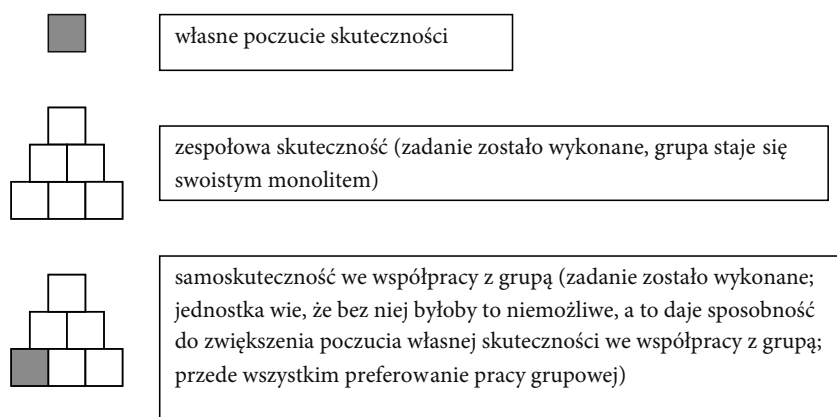 własne poczucie skuteczności
zespołowa skuteczność (zadanie zostało wykonane, grupa staje się
swoistym monolitem)
samoskuteczność we współpracy z grupą (zadanie zostało wykonane;
jednostka wie, że bez niej byłoby to niemożliwe, a to daje sposobność
do zwiększenia poczucia własnej skuteczności we współpracy z grupą;
przede wszystkim preferowanie pracy grupowej)